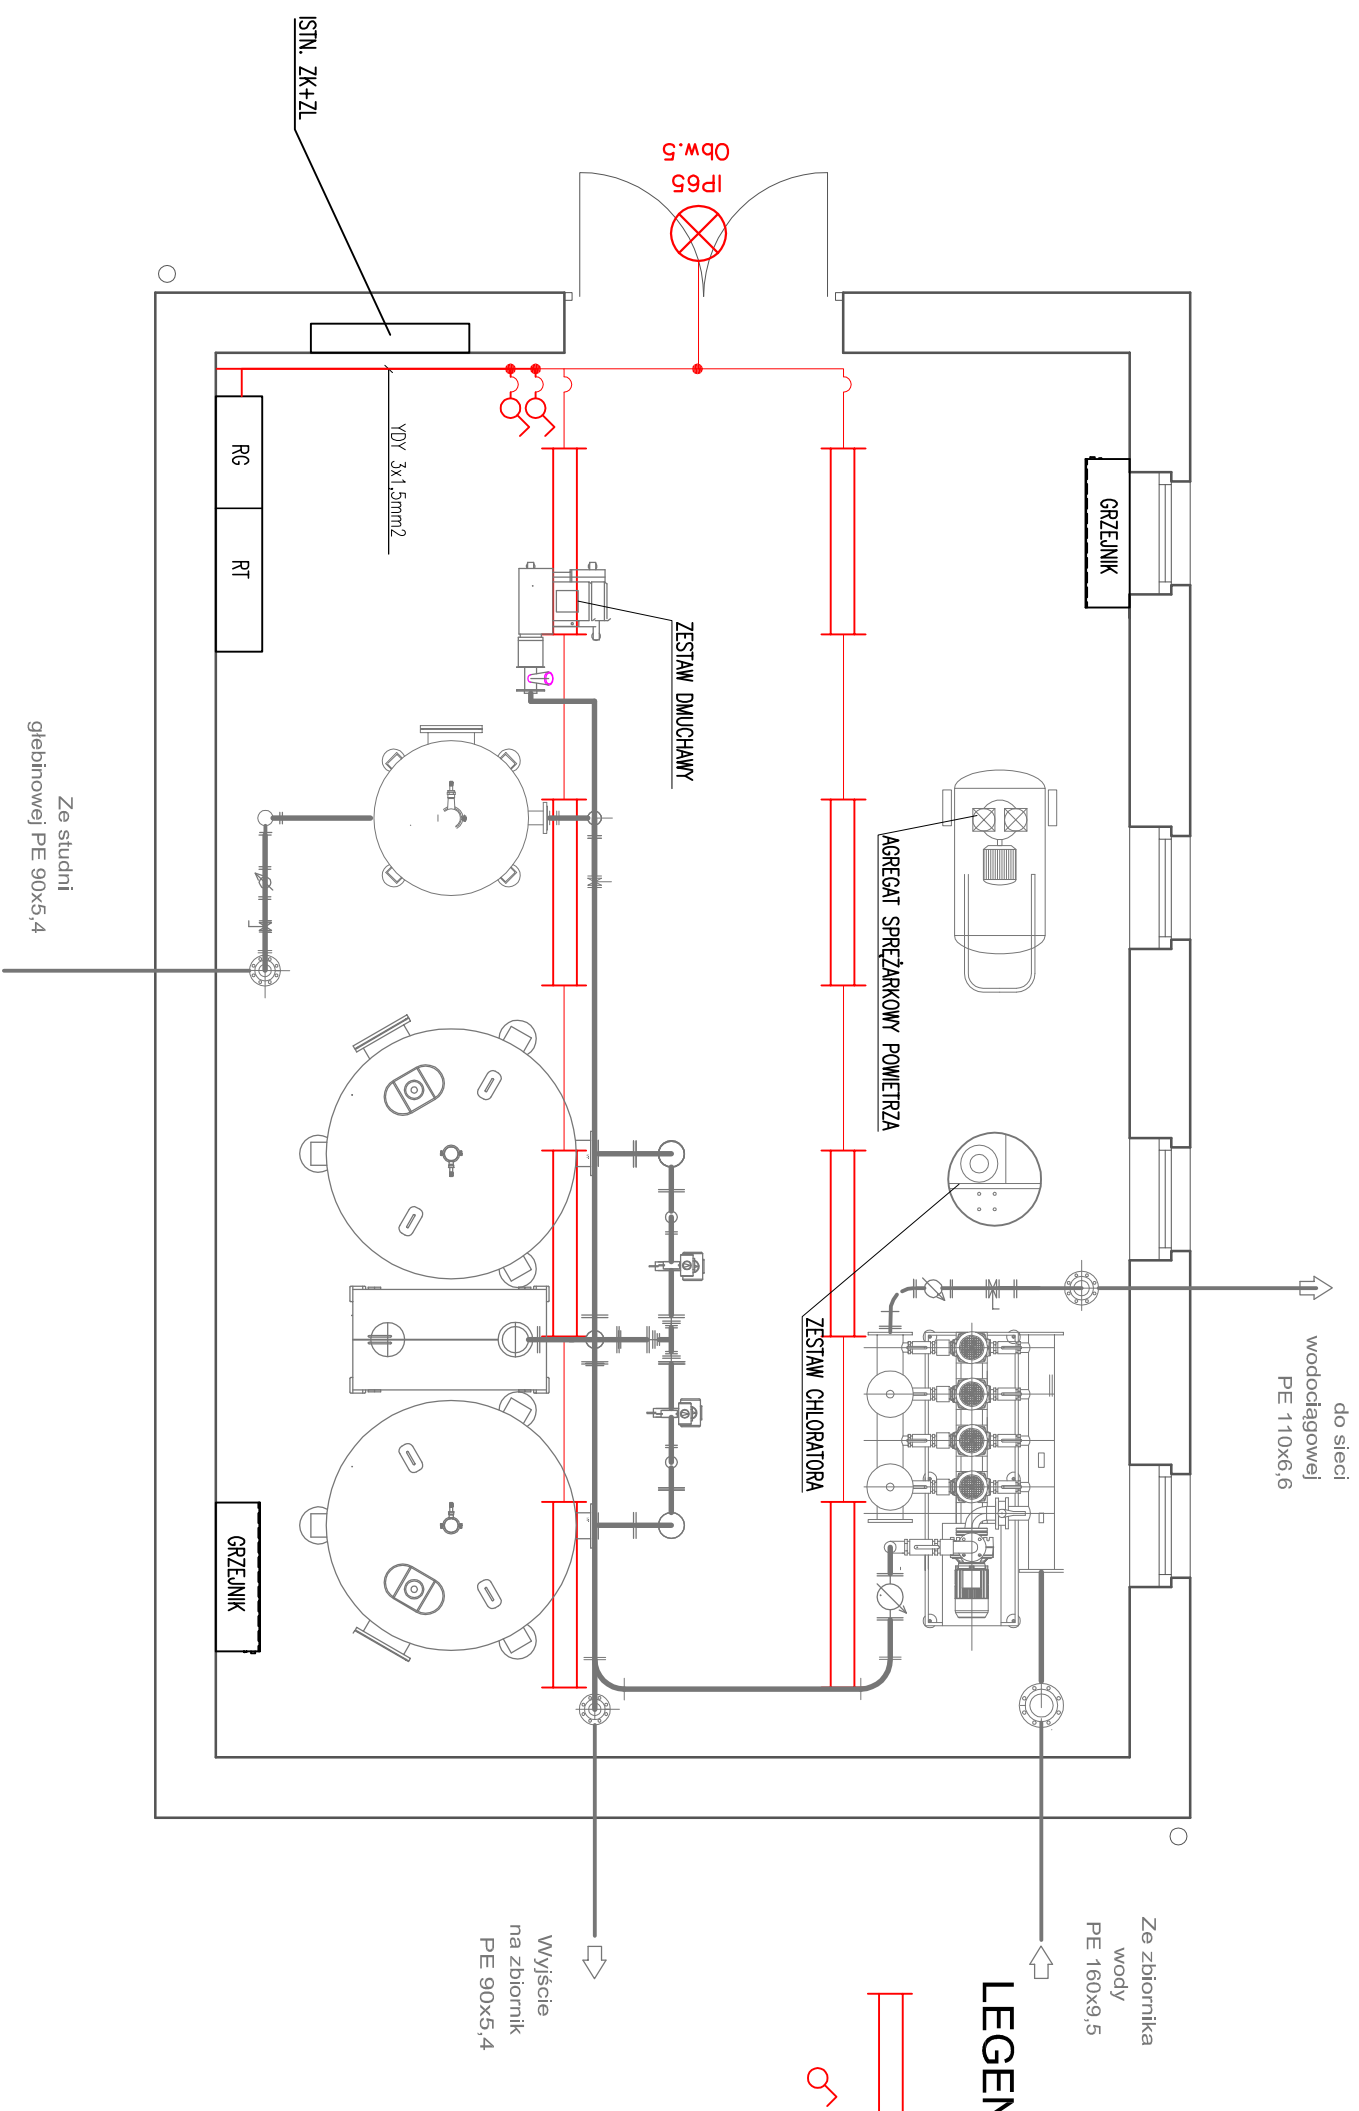 ISTN. ZK+ZL
Obw.5
IP65
RG
RT
YDY 3x1,5mm2
GRZEJNIK
ZESTAW DMUCHAWY
AGREGAT SPRĘŻARKOWY POWIETRZA
ZESTAW CHLORATORA
GRZEJNIK
Ze studni
głebinowej PE 90x5,4
do sieci
wodociągowej
PE 110x6,6
Wyjście
na zbiornik
PE 90x5,4
Ze zbiornika
wody
PE 160x9,5
LEGEN